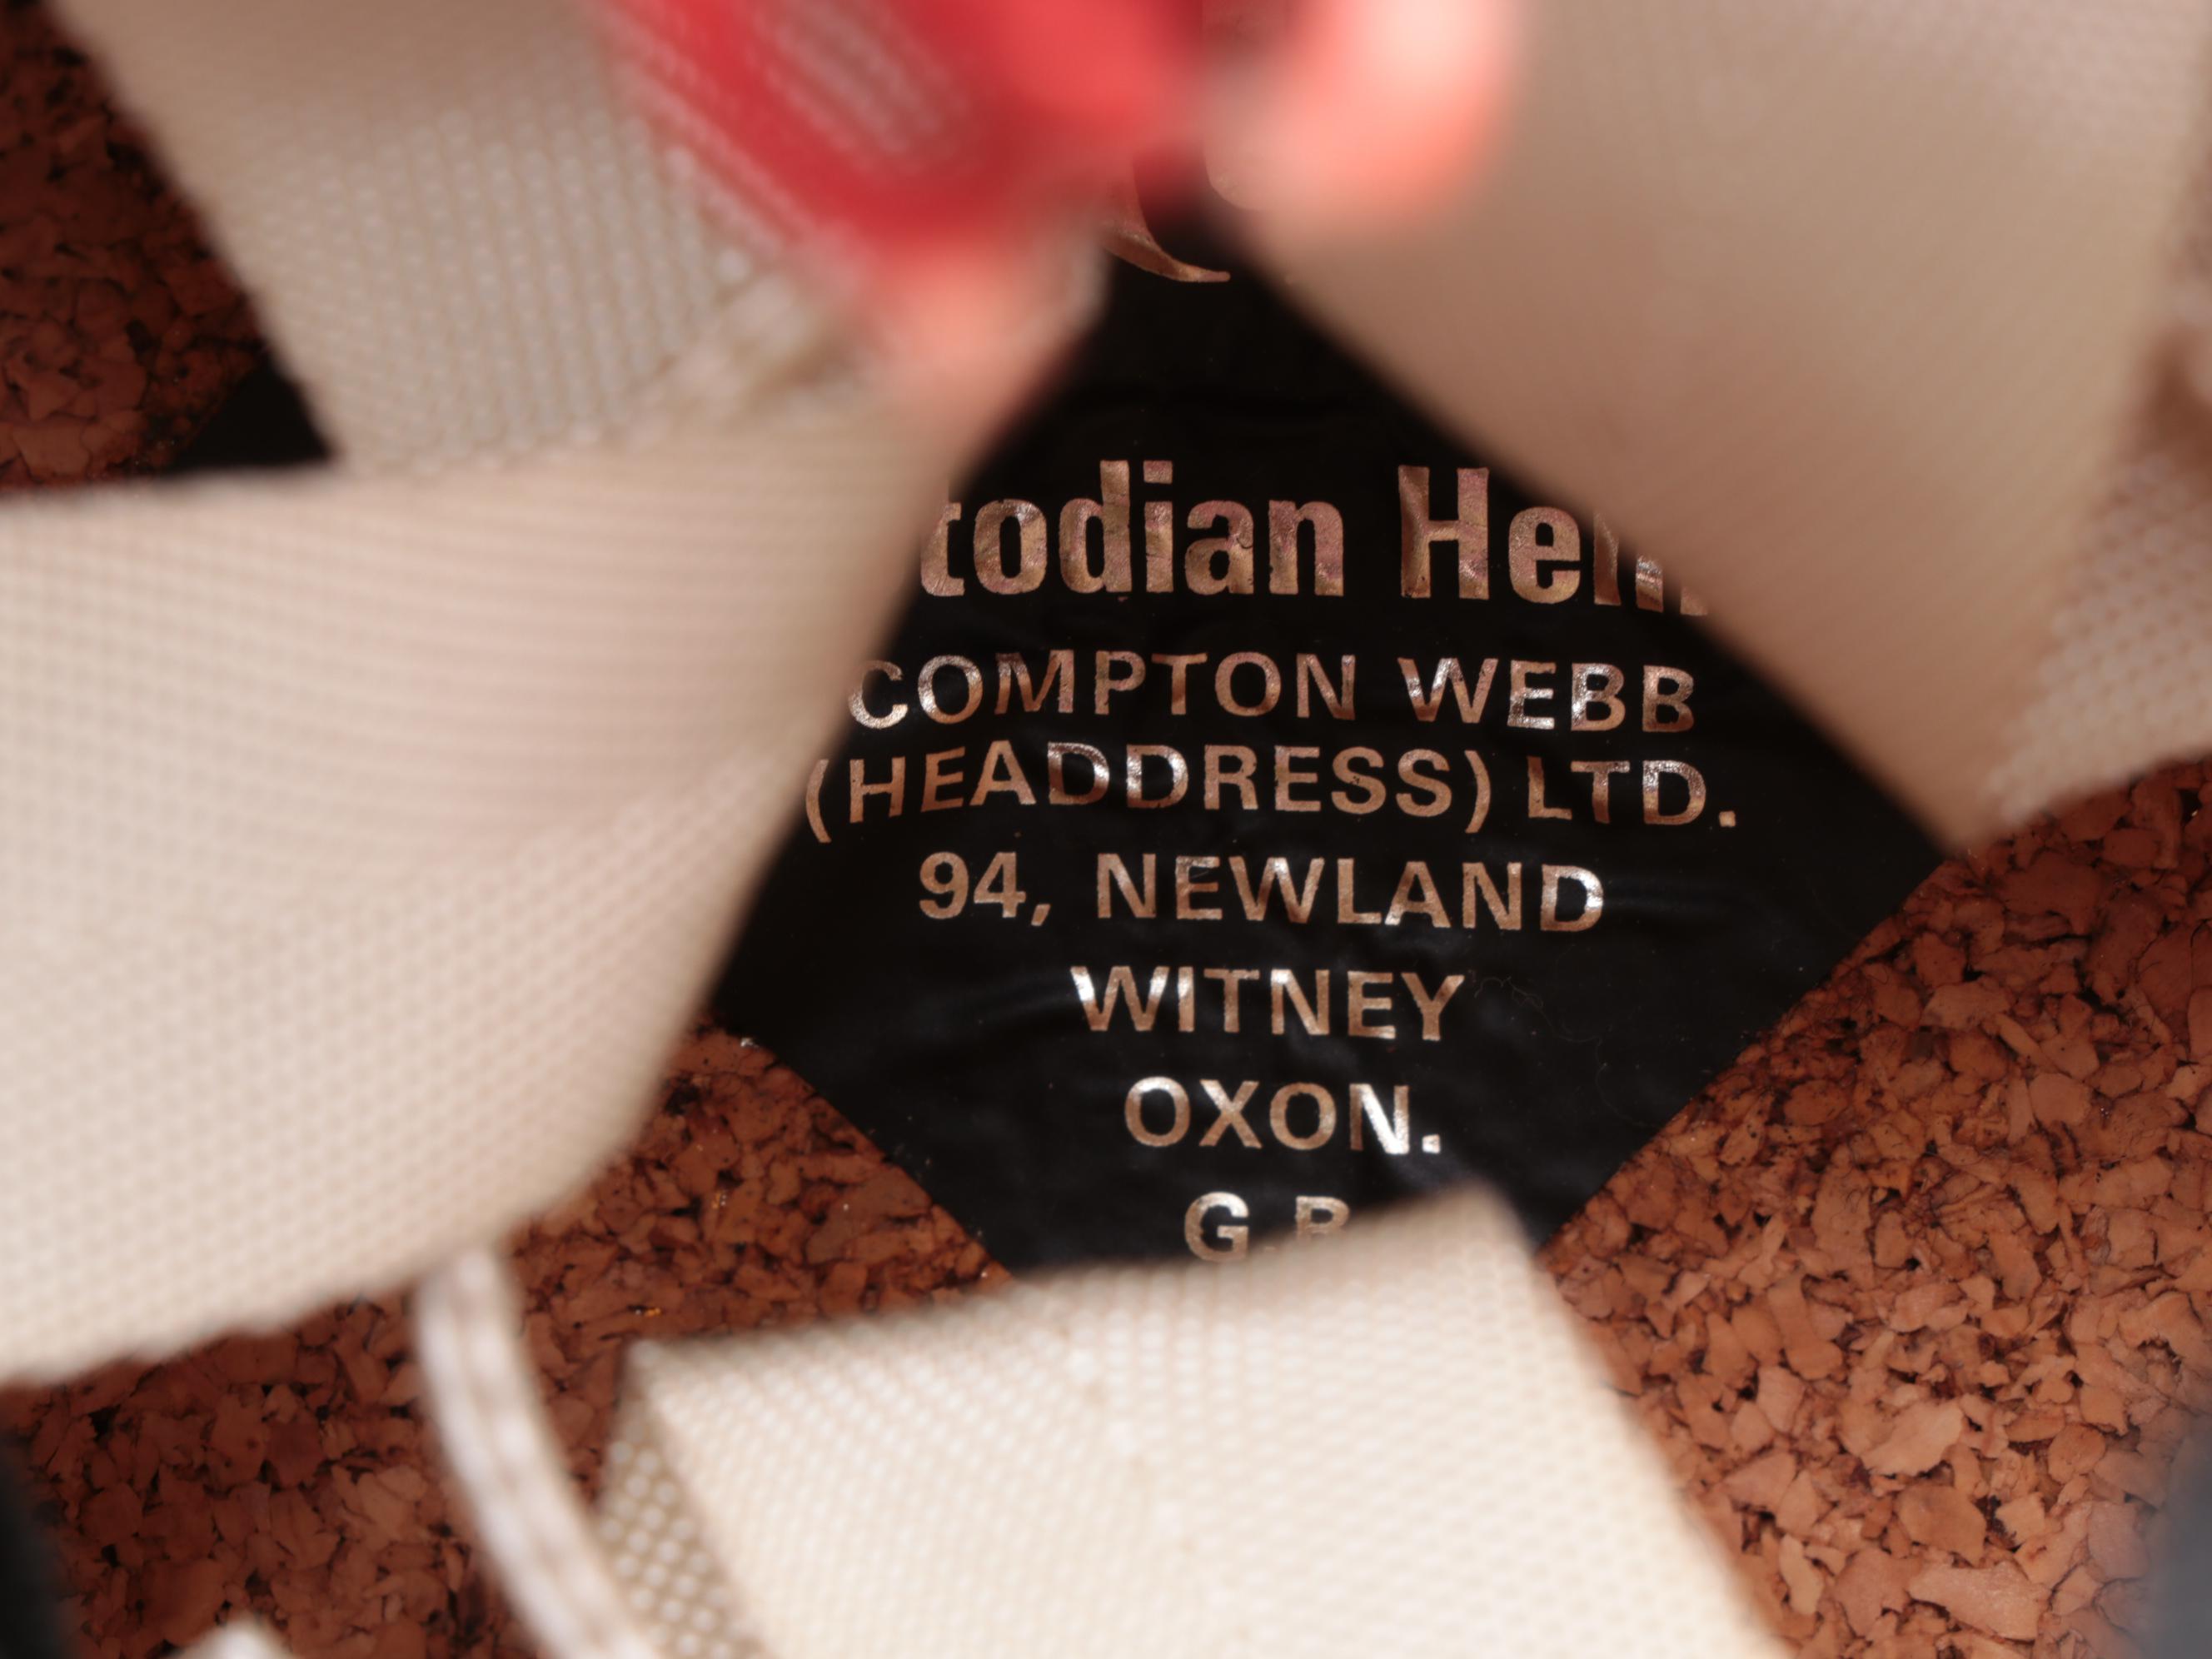 todian Hel
COMPTON WEBB
(HEADDRESS) LTD.
94, NEWLAND
WITNEY
OXON.
G.B